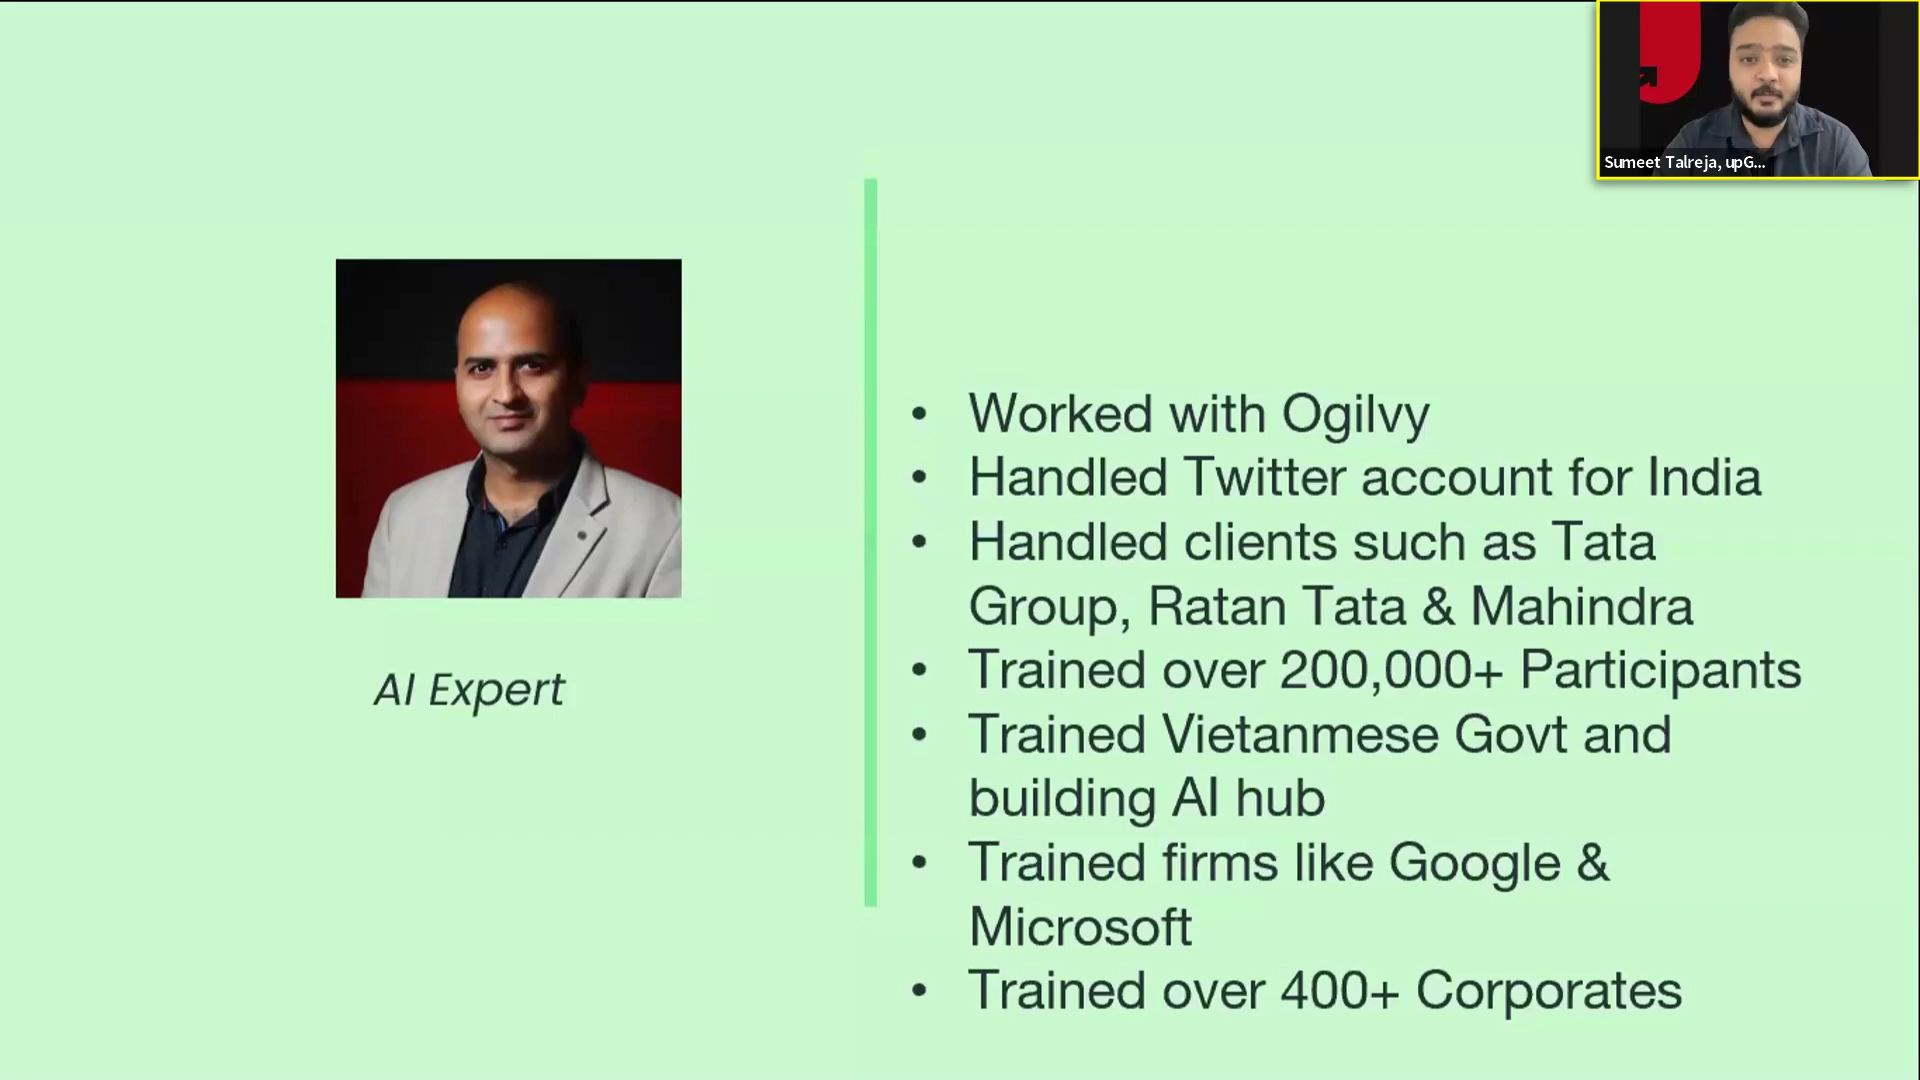 Sumeet Talreja, upG...
AI Expert
• Worked with Ogilvy
• Handled Twitter account for India
• Handled clients such as Tata
Group, Ratan Tata & Mahindra
• Trained over 200,000+ Participants
• Trained Vietanmese Govt and
building AI hub
• Trained firms like Google &
Microsoft
• Trained over 400+ Corporates